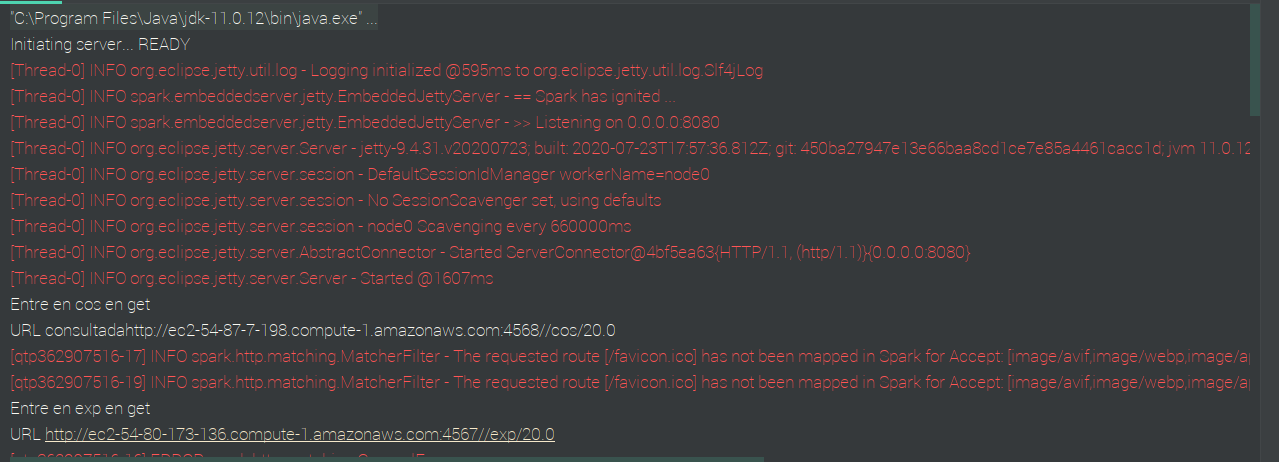 "C:\Program Files\Java\jdk-11.0.12\bin\java.exe" ...
Initiating server... READY
[Thread-0] INFO org.eclipse.jetty.util.log - Logging initialized @595ms to org.eclipse.jetty.util.log.Slf4jLog
[Thread-0] INFO spark.embeddedserver.jetty.EmbeddedJettyServer - == Spark has ignited ...
[Thread-0] INFO spark.embeddedserver.jetty.EmbeddedJettyServer - >> Listening on 0.0.0.0:8080
[Thread-0] INFO org.eclipse.jetty.server.Server - jetty-9.4.31.v20200723; built: 2020-07-23T17:57:36.812Z; git: 450ba27947e13e66baa8cd1ce7e85a4461cacc1d; jvm 11.0.12
[Thread-0] INFO org.eclipse.jetty.server.session - DefaultSessionIdManager workerName=node0
[Thread-0] INFO org.eclipse.jetty.server.session - No SessionScavenger set, using defaults
[Thread-0] INFO org.eclipse.jetty.server.session - node0 Scavenging every 660000ms
[Thread-0] INFO org.eclipse.jetty.server.AbstractConnector - Started ServerConnector@4bf5ea63{HTTP/1.1, (http/1.1)}{0.0.0.0:8080}
[Thread-0] INFO org.eclipse.jetty.server.Server - Started @1607ms
Entre en cos en get
URL consultadahttp://ec2-54-87-7-198.compute-1.amazonaws.com:4568//cos/20.0
[qtp362907516-17] INFO spark.http.matching.MatcherFilter - The requested route [/favicon.ico] has not been mapped in Spark for Accept: [image/avif,image/webp,image/ap
[qtp362907516-19] INFO spark.http.matching.MatcherFilter - The requested route [/favicon.ico] has not been mapped in Spark for Accept: [image/avif,image/webp,image/ap
Entre en exp en get
URL http://ec2-54-80-173-136.compute-1.amazonaws.com:4567//exp/20.0